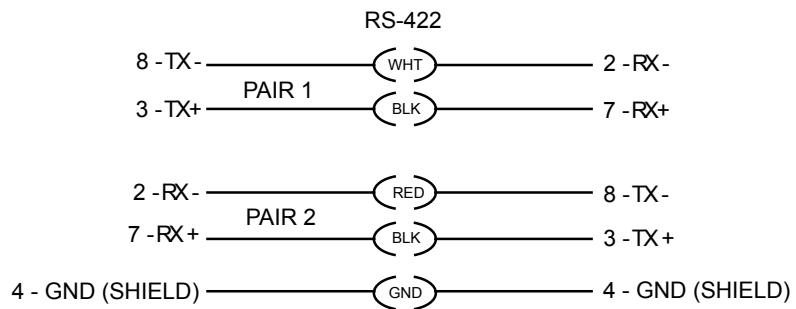 RS-422
8 -TX - WHT 2 -RX-
PAIR 1
3 -TX+ BLK 7 -RX+
2 -RX- RED 8 -TX -
PAIR 2
7 -RX + BLK 3 -TX +
4 - GND (SHIELD) GND 4 - GND (SHIELD)